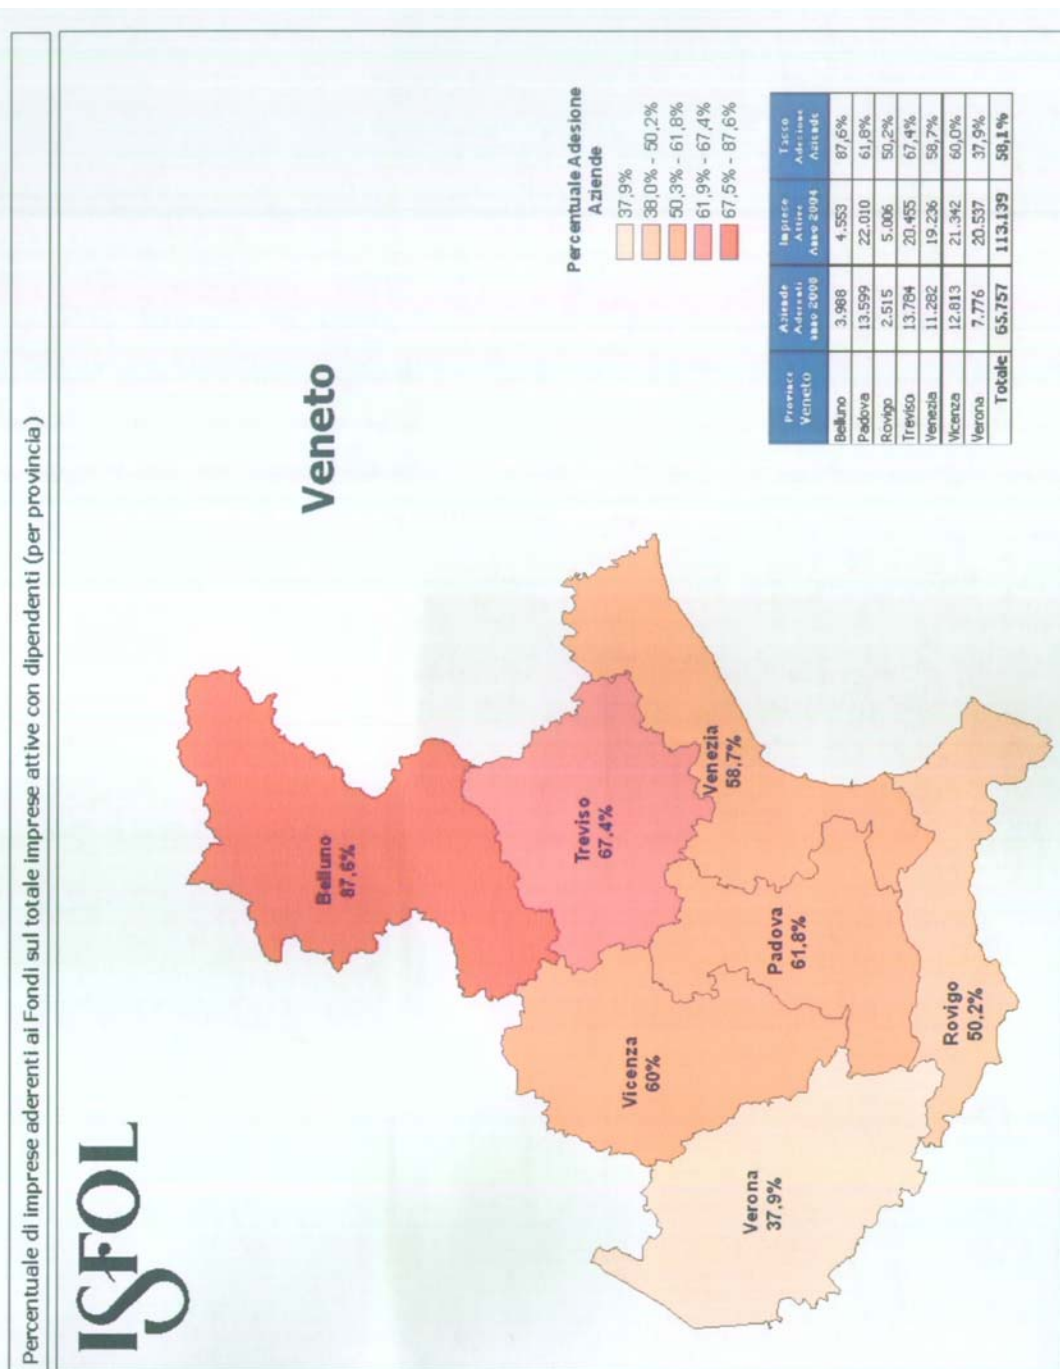 Percentuale di imprese aderenti ai Fondi sul totale imprese attive con dipendenti (per provincia)
ISFOL
Veneto
Belluno
87,6%
Treviso
67.4%
Vicenza
60%
Venezia
58,7%
Padova
61.8%
Verona
37,9%
Rovigo
50,2%
Percentuale Adesione
Aziende
37,9%
38,0% - 50,2%
50,3% - 61,8%
61,9% - 67,4%
67,5% - 87,6%
Province Veneto Aziende Aderenti anno 2008 Imprese Attive Anno 2004 Tasso Adesione Aziende
Belluno 3.988 4.553 87,6%
Padova 13.599 22.010 61,8%
Rovigo 2.515 5.006 50,2%
Treviso 13.784 20.455 67,4%
Venezia 11.282 19.236 58,7%
Vicenza 12.813 21.342 60,0%
Verona 7.776 20.537 37,9%
Totale 65.757 113.139 58,1%